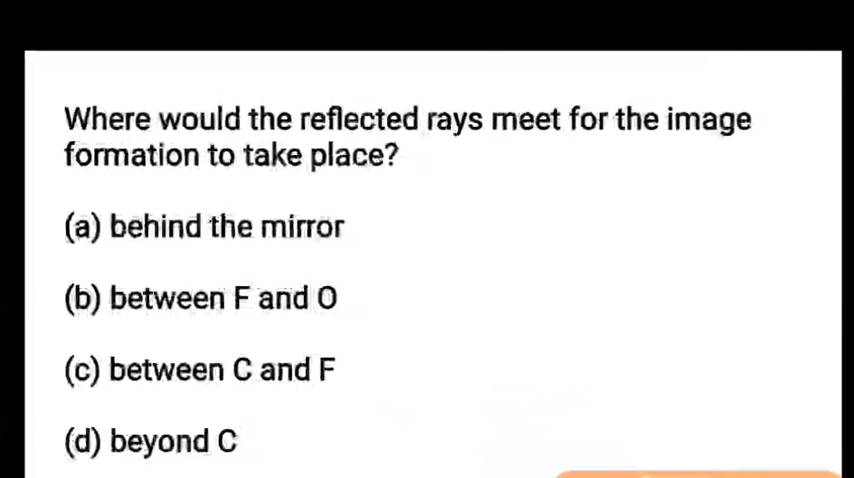 Where would the reflected rays meet for the image
formation to take place?
(a) behind the mirror
(b) between F and O
(c) between C and F
(d) beyond C